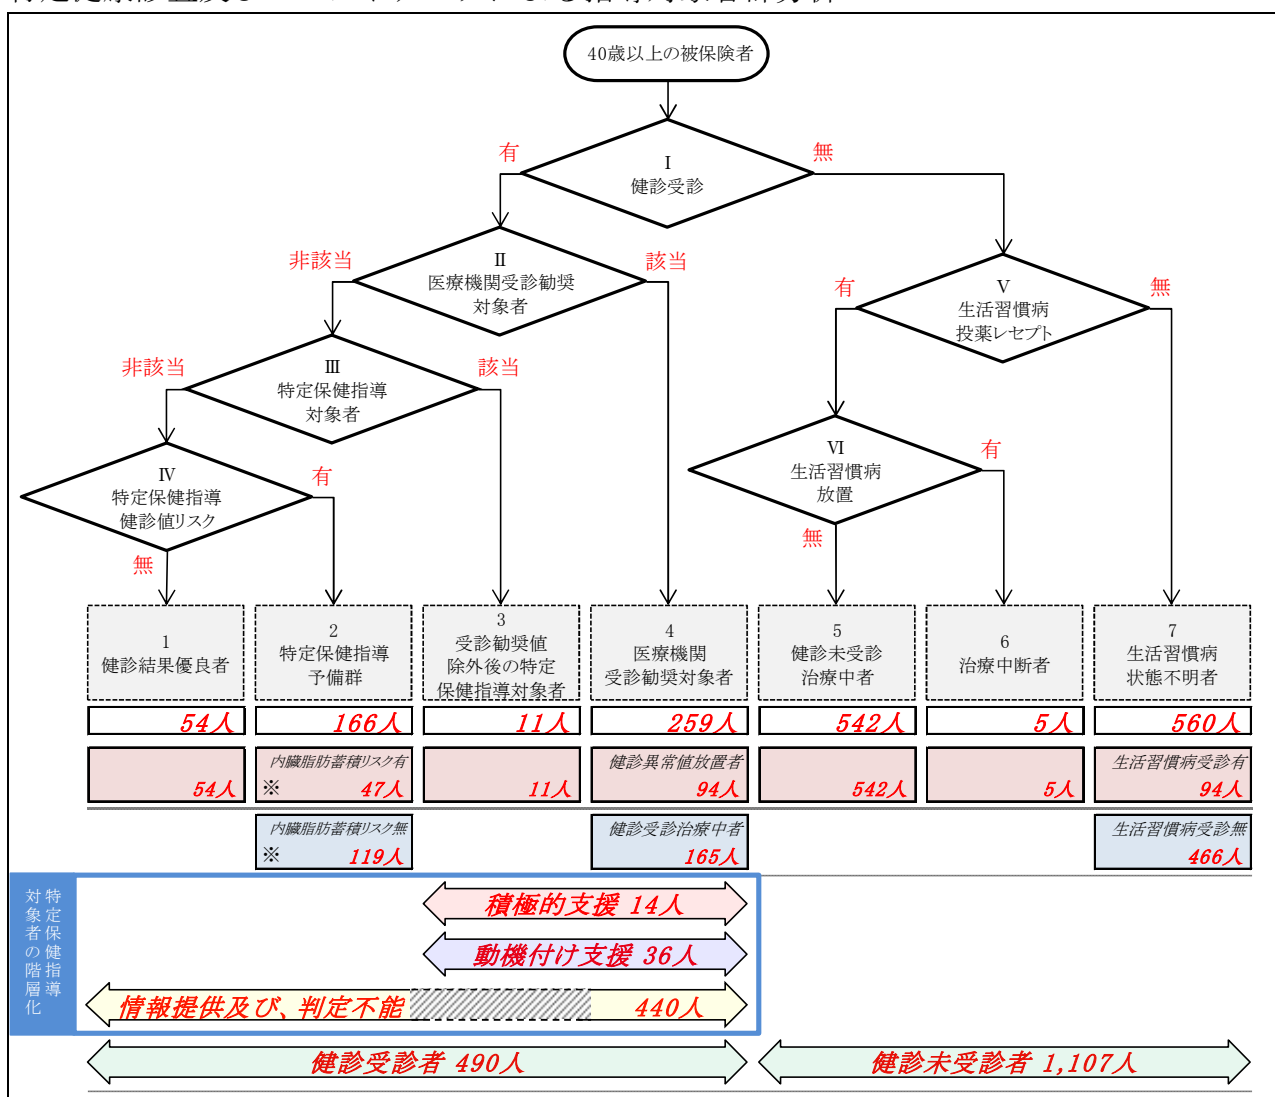 40歳以上の被保険者
Ⅰ
健診受診
有
無
Ⅱ
医療機関受診勧奨
対象者
非該当
該当
Ⅴ
生活習慣病
投薬レセプト
有
無
Ⅲ
特定保健指導
対象者
非該当
該当
Ⅵ
生活習慣病
放置
有
無
Ⅳ
特定保健指導
健診値リスク
有
無
1
健診結果優良者
2
特定保健指導
予備群
3
受診勧奨値
除外後の特定
保健指導対象者
4
医療機関
受診勧奨対象者
5
健診未受診
治療中者
6
治療中断者
7
生活習慣病
状態不明者
54人
166人
11人
259人
542人
5人
560人
54人
内臓脂肪蓄積リスク有
※ 47人
11人
健診異常値放置者
94人
542人
5人
生活習慣病受診有
94人
内臓脂肪蓄積リスク無
※ 119人
健診受診治療中者
165人
生活習慣病受診無
466人
特定保健指導
対象者の階層化
積極的支援 14人
動機付け支援 36人
情報提供及び、判定不能 440人
健診受診者 490人
健診未受診者 1,107人